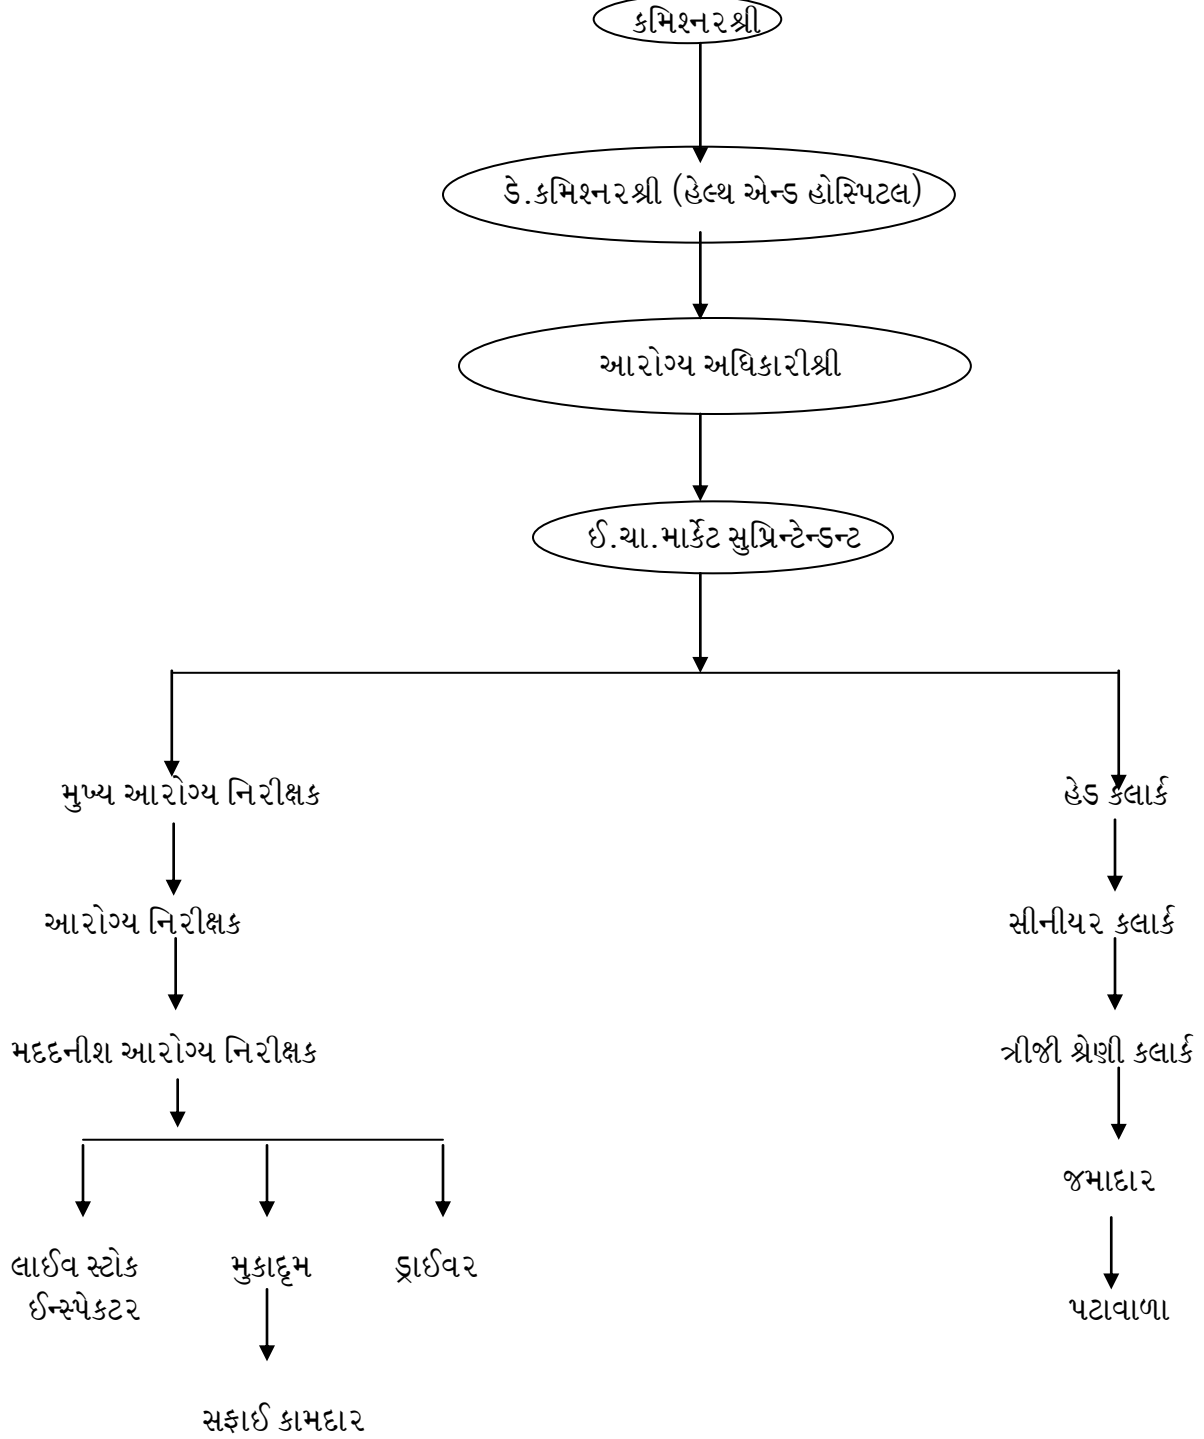 કમિશ્નરશ્રી
ડે.કમિશ્નરશ્રી (હેલ્થ એન્ડ હોસ્પિટલ)
આરોગ્ય અધિકારીશ્રી
ઈ.ચા.માર્કેટ સુપ્રિન્ટેન્ડન્ટ
મુખ્ય આરોગ્ય નિરીક્ષક
હેડ કલાર્ક
આરોગ્ય નિરીક્ષક
સીનીયર કલાર્ક
મદદનીશ આરોગ્ય નિરીક્ષક
ત્રીજી શ્રેણી કલાર્ક
જમાદાર
લાઈવ સ્ટોક
ઈન્સ્પેકટર
મુકાદ્દમ
ડ્રાઈવર
પટાવાળા
સફાઈ કામદાર